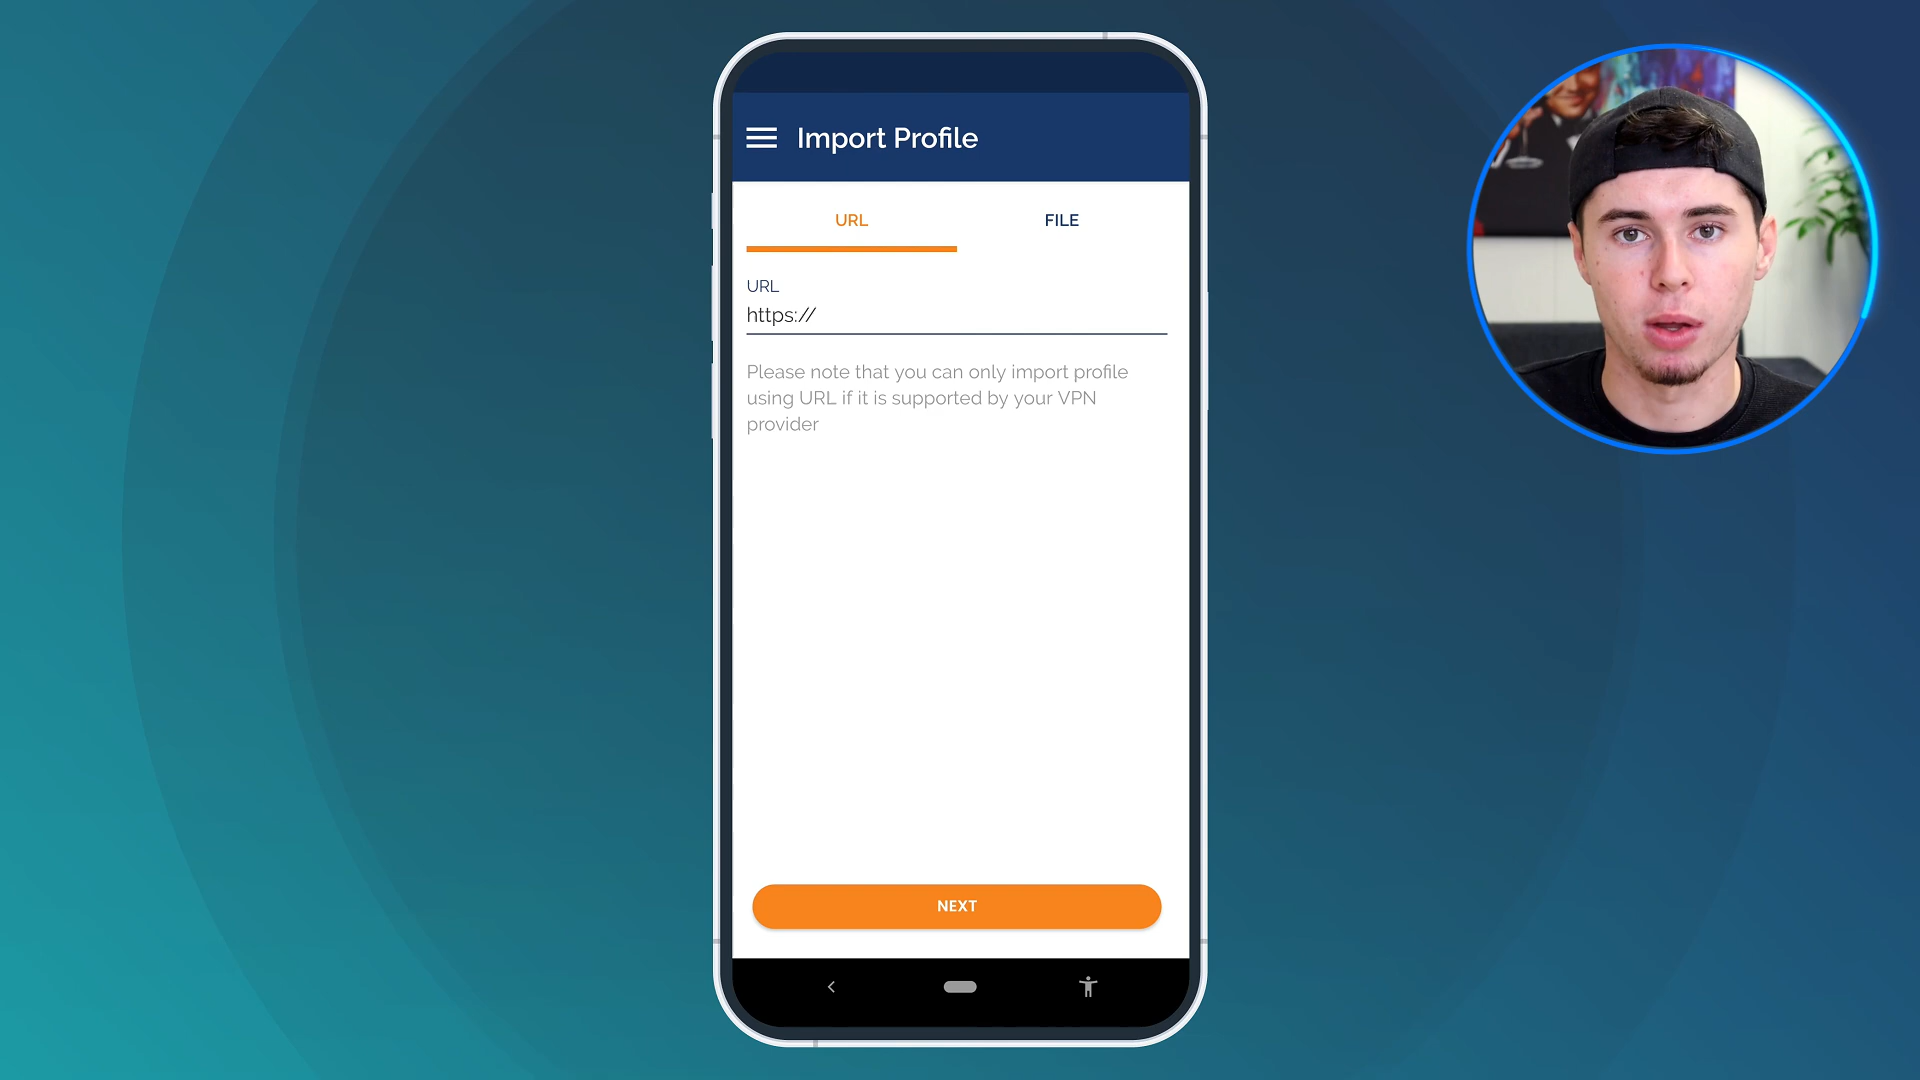 Import Profile
URL
FILE
URL
https://
Please note that you can only import profile
using URL if it is supported by your VPN
provider
NEXT